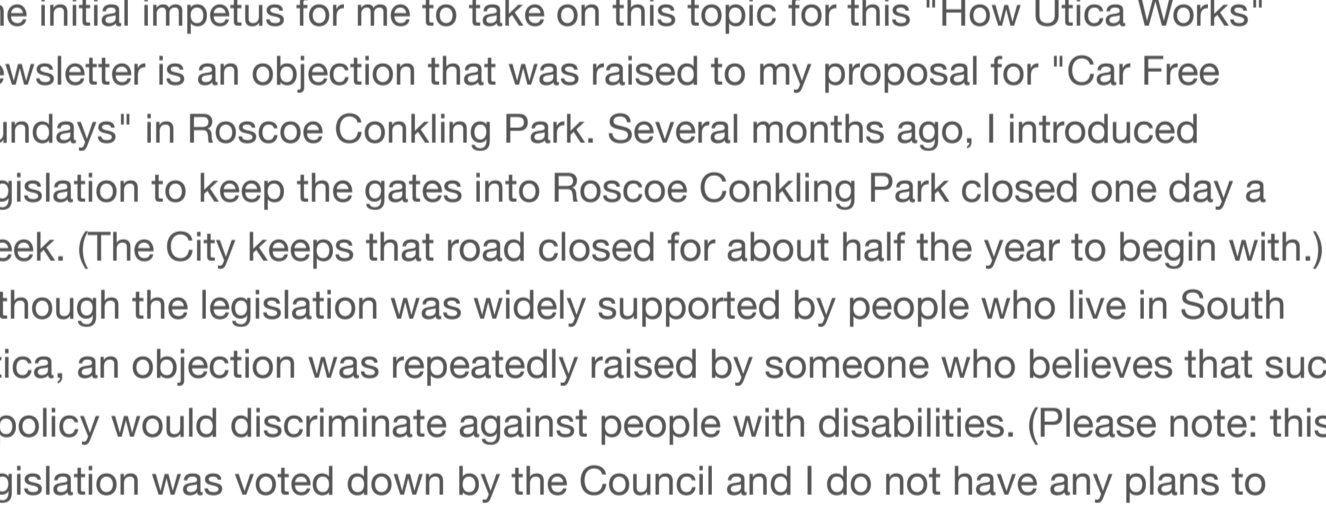 he initial impetus for me to take on this topic for this "How Utica Works"
ewsletter is an objection that was raised to my proposal for "Car Free
undays" in Roscoe Conkling Park. Several months ago, I introduced
gislation to keep the gates into Roscoe Conkling Park closed one day a
eek. (The City keeps that road closed for about half the year to begin with.)
though the legislation was widely supported by people who live in South
tica, an objection was repeatedly raised by someone who believes that suc
policy would discriminate against people with disabilities. (Please note: this
gislation was voted down by the Council and I do not have any plans to